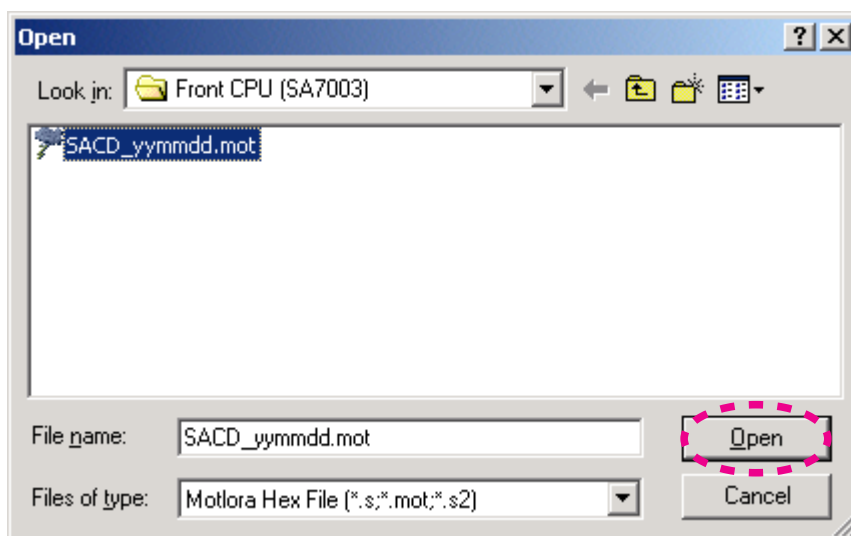 Open
Look in: Front CPU (SA7003)
SACD_yymmdd.mot
File name: SACD_yymmdd.mot Open
Files of type: Motlora Hex File (*.s;*.mot;*.s2) Cancel